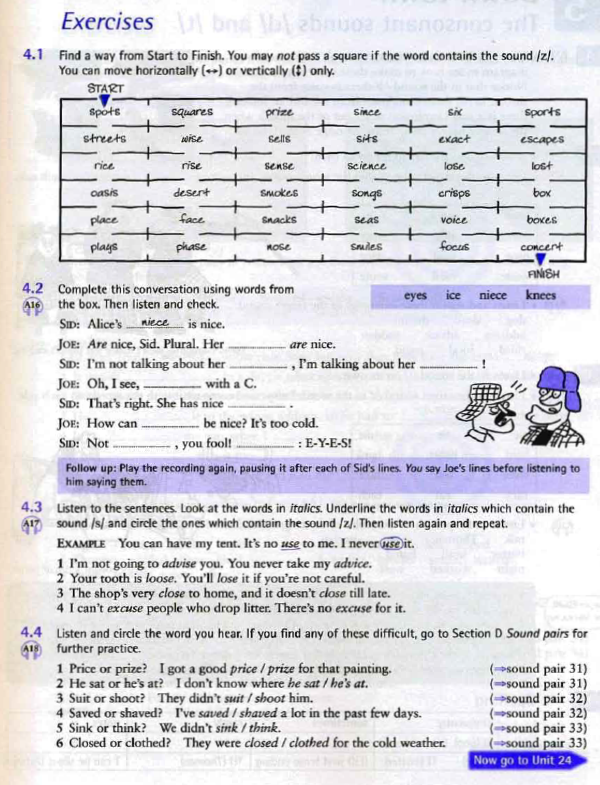 Exercises
4.1 Find a way from Start to Finish. You may not pass a square if the word contains the sound /z/.
You can move horizontally (↔) or vertically (↕) only.
START
spots squares prize since six sports
streets wise sells sits exact escapes
rice rise sense science lose lost
oasis desert smokes songs crisps box
place face snacks seas voice boxes
plays phase nose smiles focus concert
FINISH
4.2 Complete this conversation using words from
A16 the box. Then listen and check.
eyes ice niece knees
SID: Alice's niece is nice.
JOE: Are nice, Sid. Plural. Her ............ are nice.
SID: I'm not talking about her ............ , I'm talking about her ............ !
JOE: Oh, I see, ............ with a C.
SID: That's right. She has nice ............ .
JOE: How can ............ be nice? It's too cold.
SID: Not ............ , you fool! ............ : E-Y-E-S!
Follow up: Play the recording again, pausing it after each of Sid's lines. You say Joe's lines before listening to
him saying them.
4.3 Listen to the sentences. Look at the words in italics. Underline the words in italics which contain the
A17 sound /s/ and circle the ones which contain the sound /z/. Then listen again and repeat.
EXAMPLE You can have my tent. It's no use to me. I never use it.
1 I'm not going to advise you. You never take my advice.
2 Your tooth is loose. You'll lose it if you're not careful.
3 The shop's very close to home, and it doesn't close till late.
4 I can't excuse people who drop litter. There's no excuse for it.
4.4 Listen and circle the word you hear. If you find any of these difficult, go to Section D Sound pairs for
A18 further practice.
1 Price or prize? I got a good price / prize for that painting. (⇨sound pair 31)
2 He sat or he's at? I don't know where he sat / he's at. (⇨sound pair 31)
3 Suit or shoot? They didn't suit / shoot him. (⇨sound pair 32)
4 Saved or shaved? I've saved / shaved a lot in the past few days. (⇨sound pair 32)
5 Sink or think? We didn't sink / think. (⇨sound pair 33)
6 Closed or clothed? They were closed / clothed for the cold weather. (⇨sound pair 33)
Now go to Unit 24